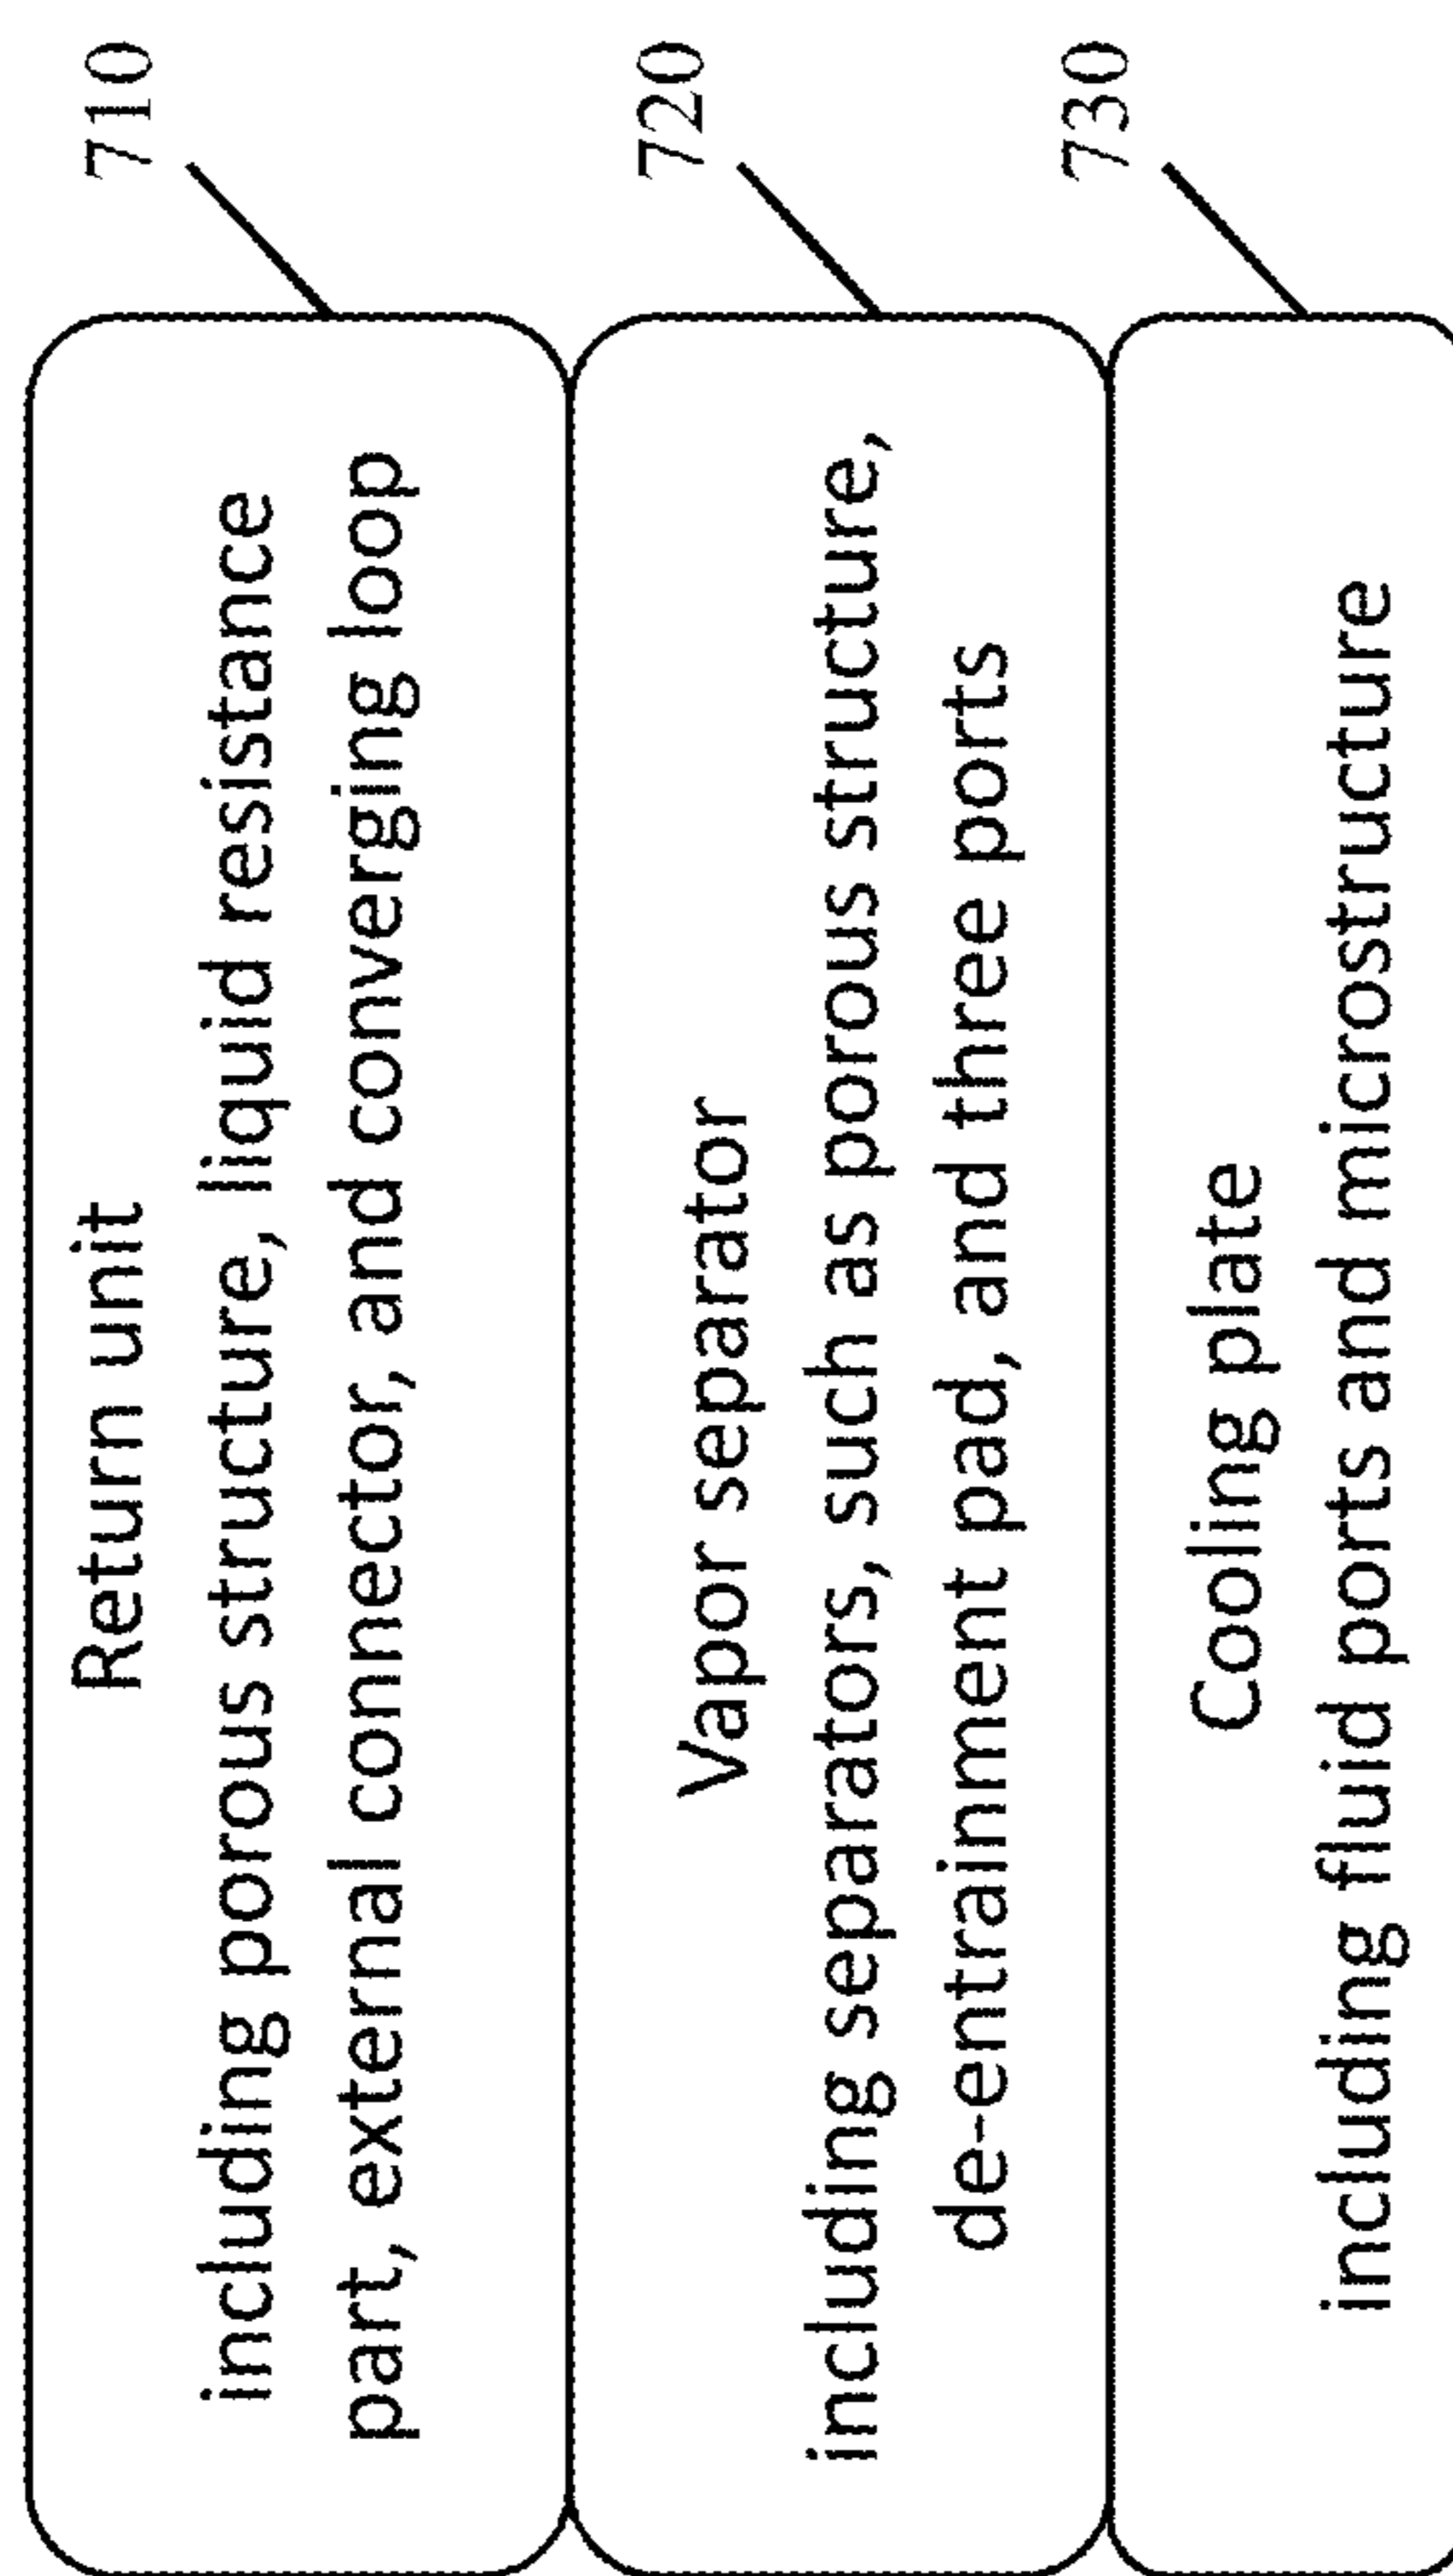 Return unit
including porous structure, liquid resistance
part, external connector, and converging loop
710
Vapor separator
including separators, such as porous structure,
de-entrainment pad, and three ports
720
Cooling plate
including fluid ports and microstructure
730